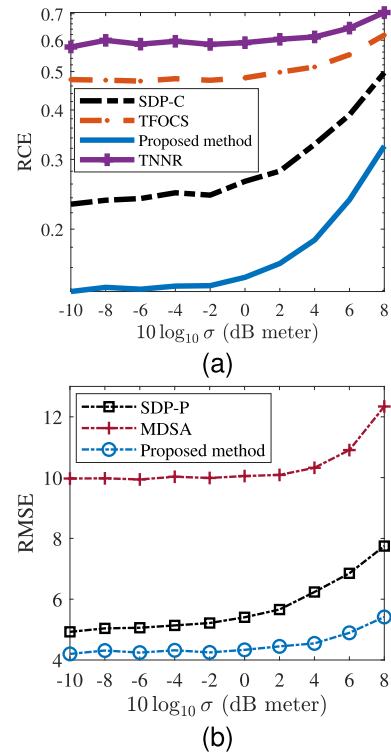 0.7
0.6
0.5
0.3
0.2
RCE
SDP-C
TFOCS
Proposed method
TNNR
-10 -8 -6 -4 -2 0 2 4 6 8
10 log₁₀ σ (dB meter)
(a)
12
10
8
6
4
RMSE
SDP-P
MDSA
Proposed method
-10 -8 -6 -4 -2 0 2 4 6 8
10 log₁₀ σ (dB meter)
(b)